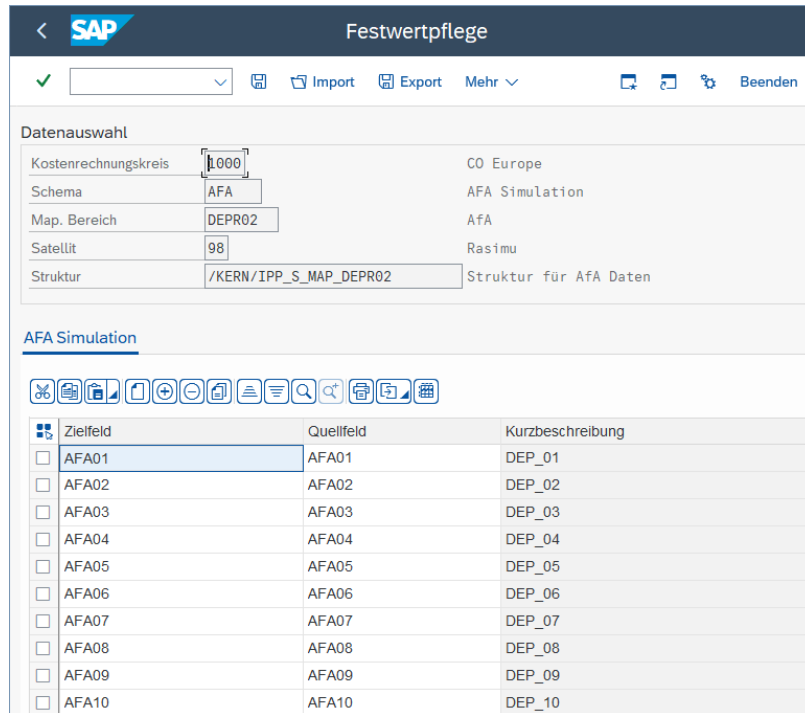 SAP Festwertpflege
Import Export Mehr Beenden
Datenauswahl
Kostenrechnungskreis 1000 CO Europe
Schema AFA AFA Simulation
Map. Bereich DEPR02 AfA
Satellit 98 Rasimu
Struktur /KERN/IPP_S_MAP_DEPR02 Struktur für AfA Daten
AFA Simulation
Zielfeld Quellfeld Kurzbeschreibung
AFA01 AFA01 DEP_01
AFA02 AFA02 DEP_02
AFA03 AFA03 DEP_03
AFA04 AFA04 DEP_04
AFA05 AFA05 DEP_05
AFA06 AFA06 DEP_06
AFA07 AFA07 DEP_07
AFA08 AFA08 DEP_08
AFA09 AFA09 DEP_09
AFA10 AFA10 DEP_10